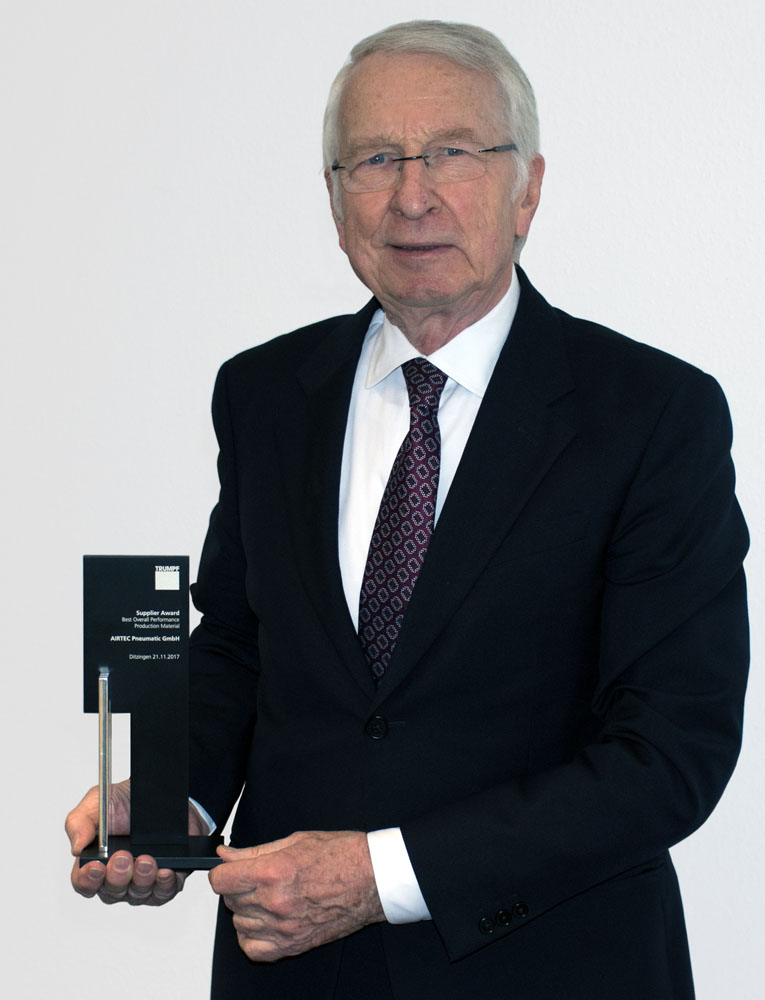 TRUMPF
Supplier Award
Best Overall Performance
Production Material
AIRTEC Pneumatic GmbH
Ditzingen 21.11.2017